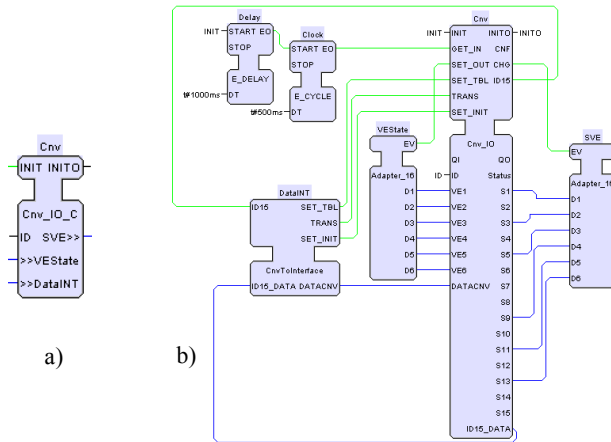 Delay
INIT
START EO
STOP
E_DELAY
t#1000ms
DT
Clock
START EO
STOP
E_CYCLE
t#500ms
DT
Cnv
INIT
INIT INITO
INITO
GET_IN CNF
SET_OUT CHG
SET_TBL ID15
TRANS
SET_INIT
Cnv_IO
QI QO
ID
ID Status
VE1 S1
VE2 S2
VE3 S3
VE4 S4
VE5 S5
VE6 S6
DATACNV S7
S8
S9
S10
S11
S12
S13
S14
S15
ID15_DATA
VEState
EV
Adapter_16
D1
D2
D3
D4
D5
D6
SVE
EV
Adapter_16
D1
D2
D3
D4
D5
D6
DataINT
ID15 SET_TBL
TRANS
SET_INIT
CnvToInterface
ID15_DATA DATACNV
Cnv
INIT INITO
Cnv_IO_C
ID SVE>>
>>VEState
>>DataINT
a)
b)